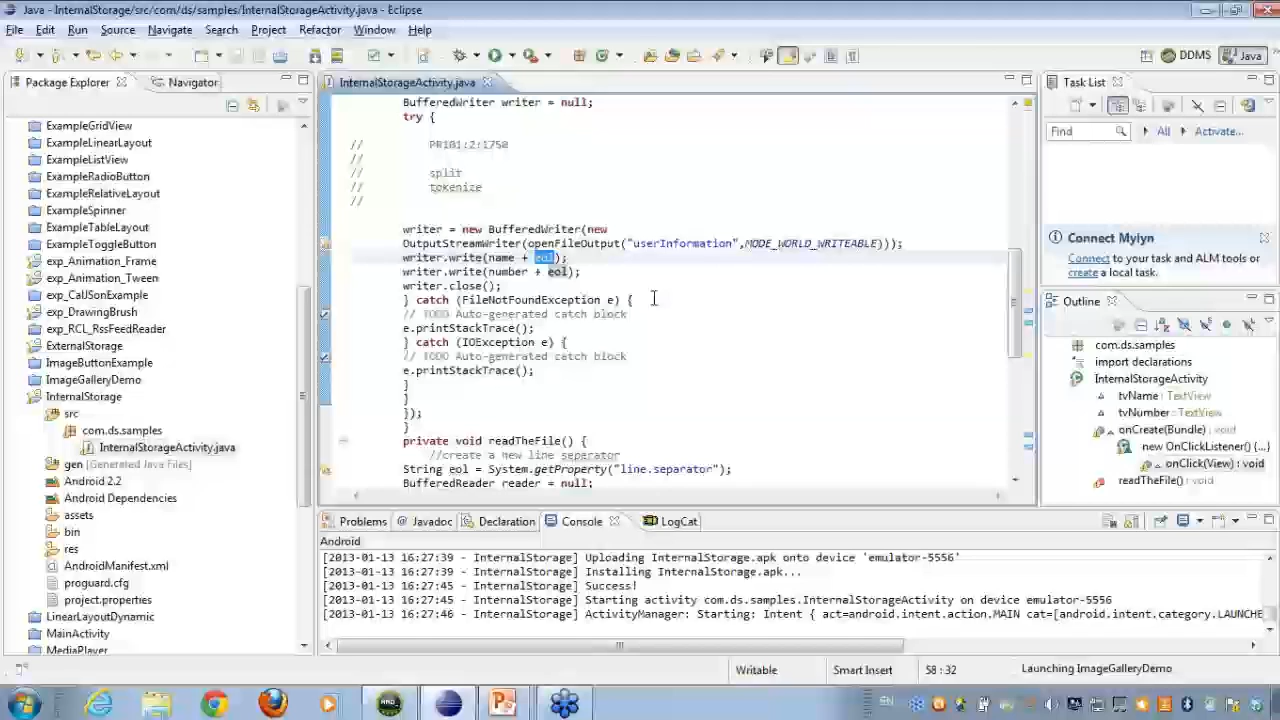 Java - InternalStorage/src/com/ds/samples/InternalStorageActivity.java - Eclipse
File Edit Run Source Navigate Search Project Refactor Window Help
DDMS Java
Package Explorer Navigator
ExampleGridView
ExampleLinearLayout
ExampleListView
ExampleRadioButton
ExampleRelativeLayout
ExampleSpinner
ExampleTableLayout
ExampleToggleButton
exp_Animation_Frame
exp_Animation_Tween
exp_CallJSonExample
exp_DrawingBrush
exp_RCL_RssFeedReader
ExternalStorage
ImageButtonExample
ImageGalleryDemo
InternalStorage
src
com.ds.samples
InternalStorageActivity.java
gen [Generated Java Files]
Android 2.2
Android Dependencies
assets
bin
res
AndroidManifest.xml
proguard.cfg
project.properties
LinearLayoutDynamic
MainActivity
MediaPlayer
InternalStorageActivity.java
BufferedWriter writer = null;
try {
// PR101:2:1750
//
// split
// tokenize
//
writer = new BufferedWriter(new
OutputStreamWriter(openFileOutput("userInformation",MODE_WORLD_WRITEABLE)));
writer.write(name + eol);
writer.write(number + eol);
writer.close();
} catch (FileNotFoundException e) {
// TODO Auto-generated catch block
e.printStackTrace();
} catch (IOException e) {
// TODO Auto-generated catch block
e.printStackTrace();
}
}
});
}
private void readTheFile() {
//create a new line separator
String eol = System.getProperty("line.separator");
BufferedReader reader = null;
Task List
Find All Activate...
Connect Mylyn
Connect to your task and ALM tools or
create a local task.
Outline
com.ds.samples
import declarations
InternalStorageActivity
tvName : TextView
tvNumber : TextView
onCreate(Bundle) : void
new OnClickListener() {...}
onClick(View) : void
readTheFile() : void
Problems Javadoc Declaration Console LogCat
Android
[2013-01-13 16:27:39 - InternalStorage] Uploading InternalStorage.apk onto device 'emulator-5556'
[2013-01-13 16:27:39 - InternalStorage] Installing InternalStorage.apk...
[2013-01-13 16:27:45 - InternalStorage] Success!
[2013-01-13 16:27:45 - InternalStorage] Starting activity com.ds.samples.InternalStorageActivity on device emulator-5556
[2013-01-13 16:27:46 - InternalStorage] ActivityManager: Starting: Intent { act=android.intent.action.MAIN cat=[android.intent.category.LAUNCHE
Writable Smart Insert 58 : 32 Launching ImageGalleryDemo